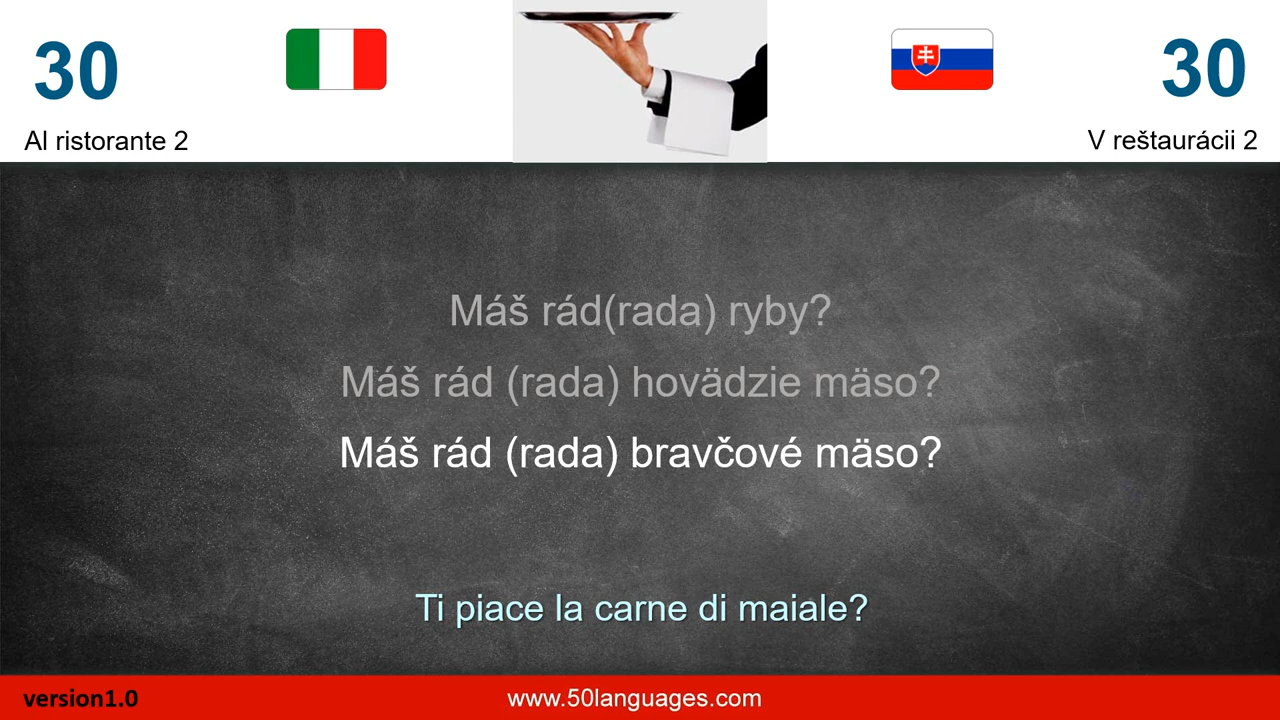 30
30
Al ristorante 2
V reštaurácii 2
Máš rád(rada) ryby?
Máš rád (rada) hovädzie mäso?
Máš rád (rada) bravčové mäso?
Ti piace la carne di maiale?
version1.0
www.50languages.com